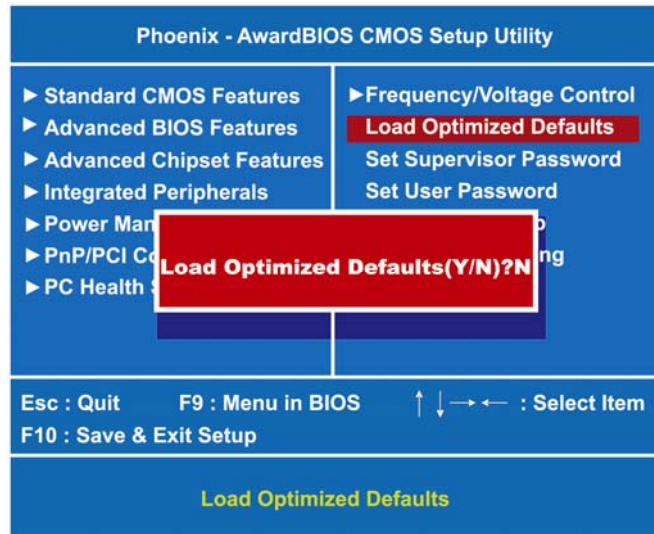 Phoenix - AwardBIOS CMOS Setup Utility
► Standard CMOS Features
► Advanced BIOS Features
► Advanced Chipset Features
► Integrated Peripherals
► Power Man
► PnP/PCI Co
► PC Health
►Frequency/Voltage Control
Load Optimized Defaults
Set Supervisor Password
Set User Password
ng
Load Optimized Defaults(Y/N)?N
Esc : Quit F9 : Menu in BIOS ↑ ↓ → ← : Select Item
F10 : Save & Exit Setup
Load Optimized Defaults